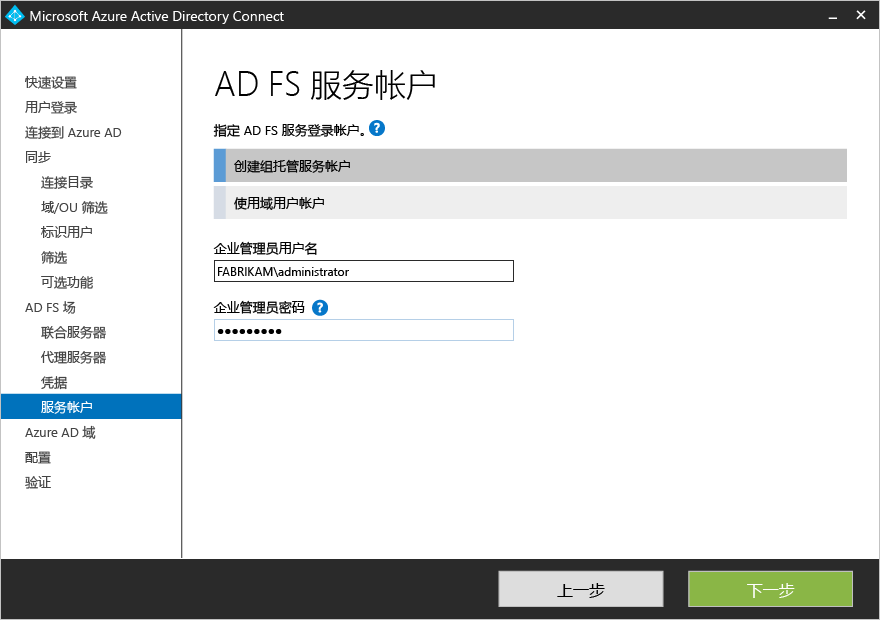 Microsoft Azure Active Directory Connect
快速设置
用户登录
连接到 Azure AD
同步
连接目录
域/OU 筛选
标识用户
筛选
可选功能
AD FS 场
联合服务器
代理服务器
凭据
服务帐户
Azure AD 域
配置
验证
AD FS 服务帐户
指定 AD FS 服务登录帐户。 ?
创建组托管服务帐户
使用域用户帐户
企业管理员用户名
FABRIKAM\administrator
企业管理员密码 ?
●●●●●●●●●
上一步
下一步